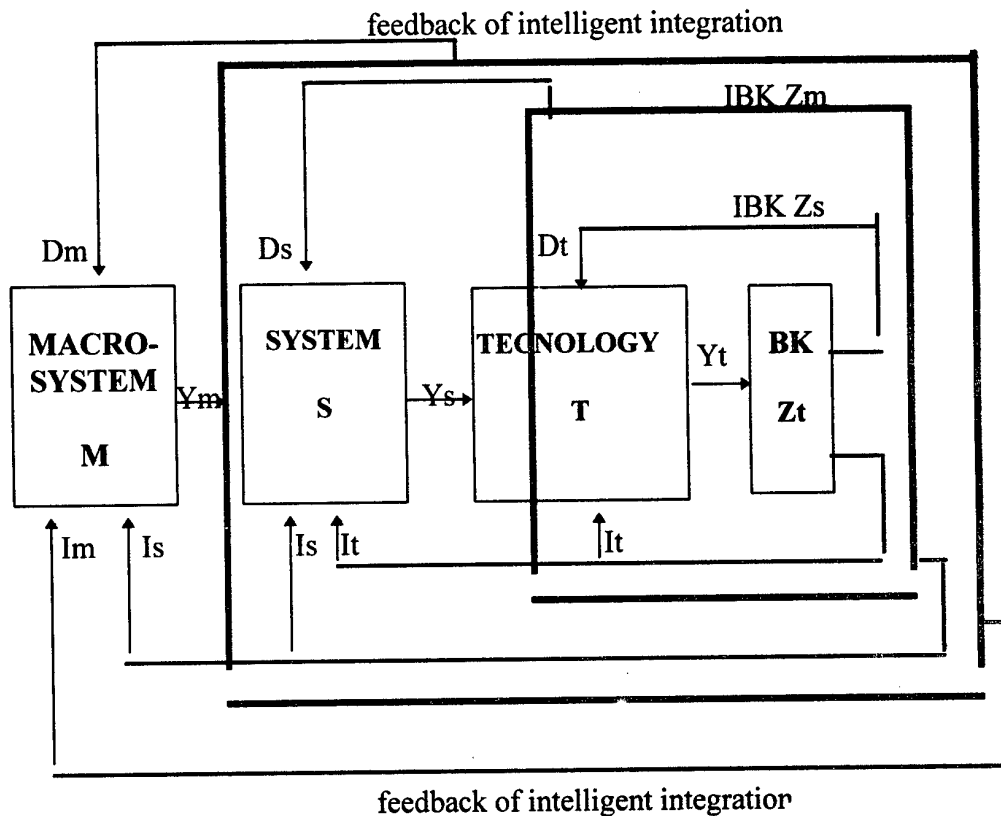 feedback of intelligent integration
IBK Zm
IBK Zs
Dm
Ds
Dt
MACRO-
SYSTEM
M
Ym
SYSTEM
S
Ys
TECNOLOGY
T
Yt
BK
Zt
Im
Is
Is
It
It
feedback of intelligent integration